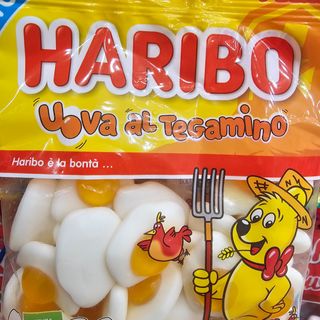 HARIBO
Uova al Tegamino
Haribo è la bontà ...